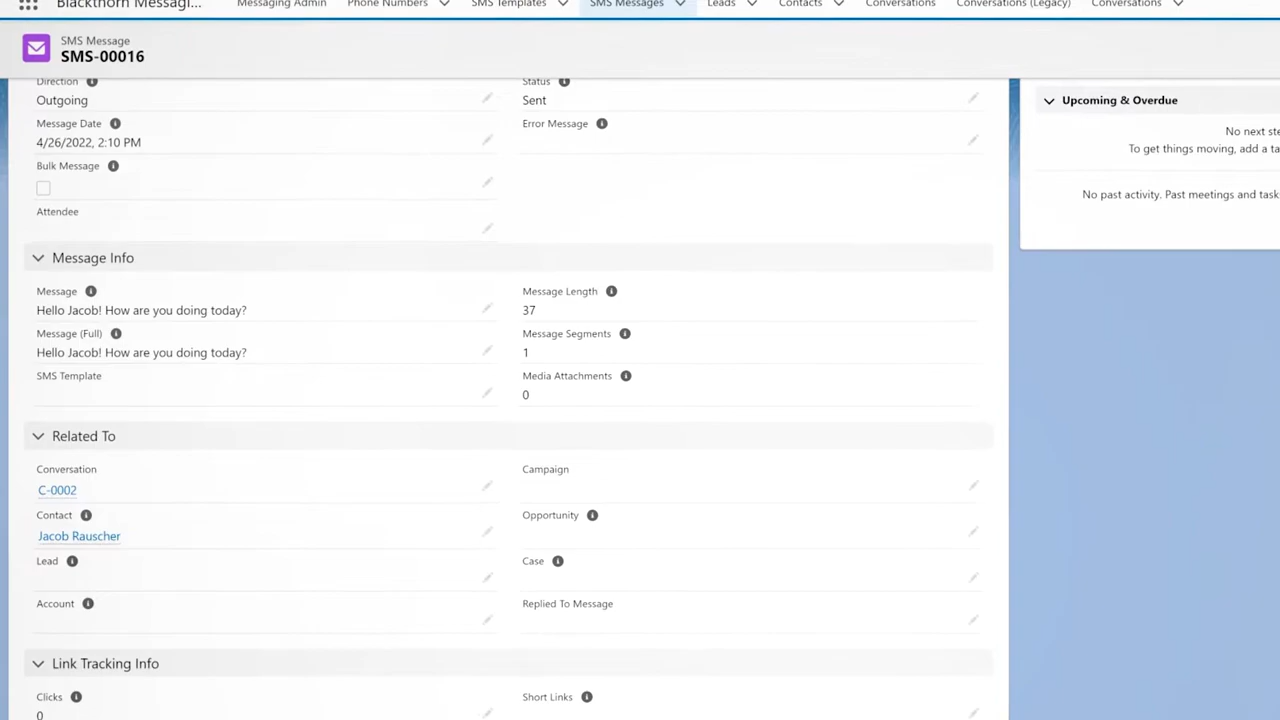 Blackthorn Messagi...
Messaging Admin
Phone Numbers
SMS Templates
SMS Messages
Leads
Contacts
Conversations
Conversations (Legacy)
Conversations
SMS Message
SMS-00016
Direction
Outgoing
Status
Sent
Message Date
4/26/2022, 2:10 PM
Error Message
Bulk Message
Attendee
Message Info
Message
Hello Jacob! How are you doing today?
Message Length
37
Message (Full)
Hello Jacob! How are you doing today?
Message Segments
1
SMS Template
Media Attachments
0
Related To
Conversation
C-0002
Campaign
Contact
Jacob Rauscher
Opportunity
Lead
Case
Account
Replied To Message
Link Tracking Info
Clicks
0
Short Links
Upcoming & Overdue
No next ste
To get things moving, add a ta
No past activity. Past meetings and task